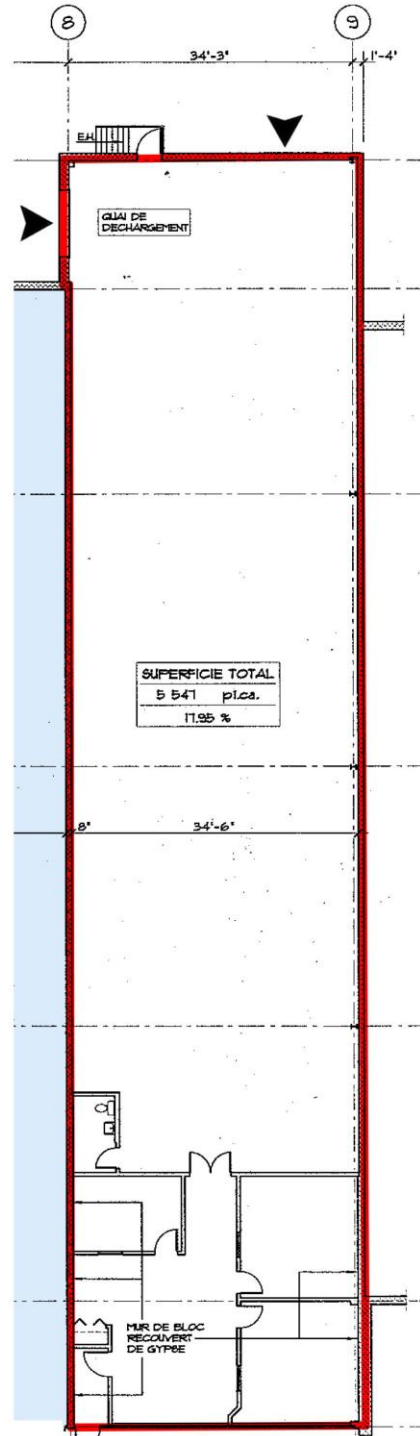 8
9
34'-3"
1'-4"
E.H.
QUAI DE
DECHARGEMENT
SUPERFICIE TOTAL
5 547 pi.ca.
17.95 %
8"
34'-6"
MUR DE BLOC
RECOUVERT
DE GYPSE